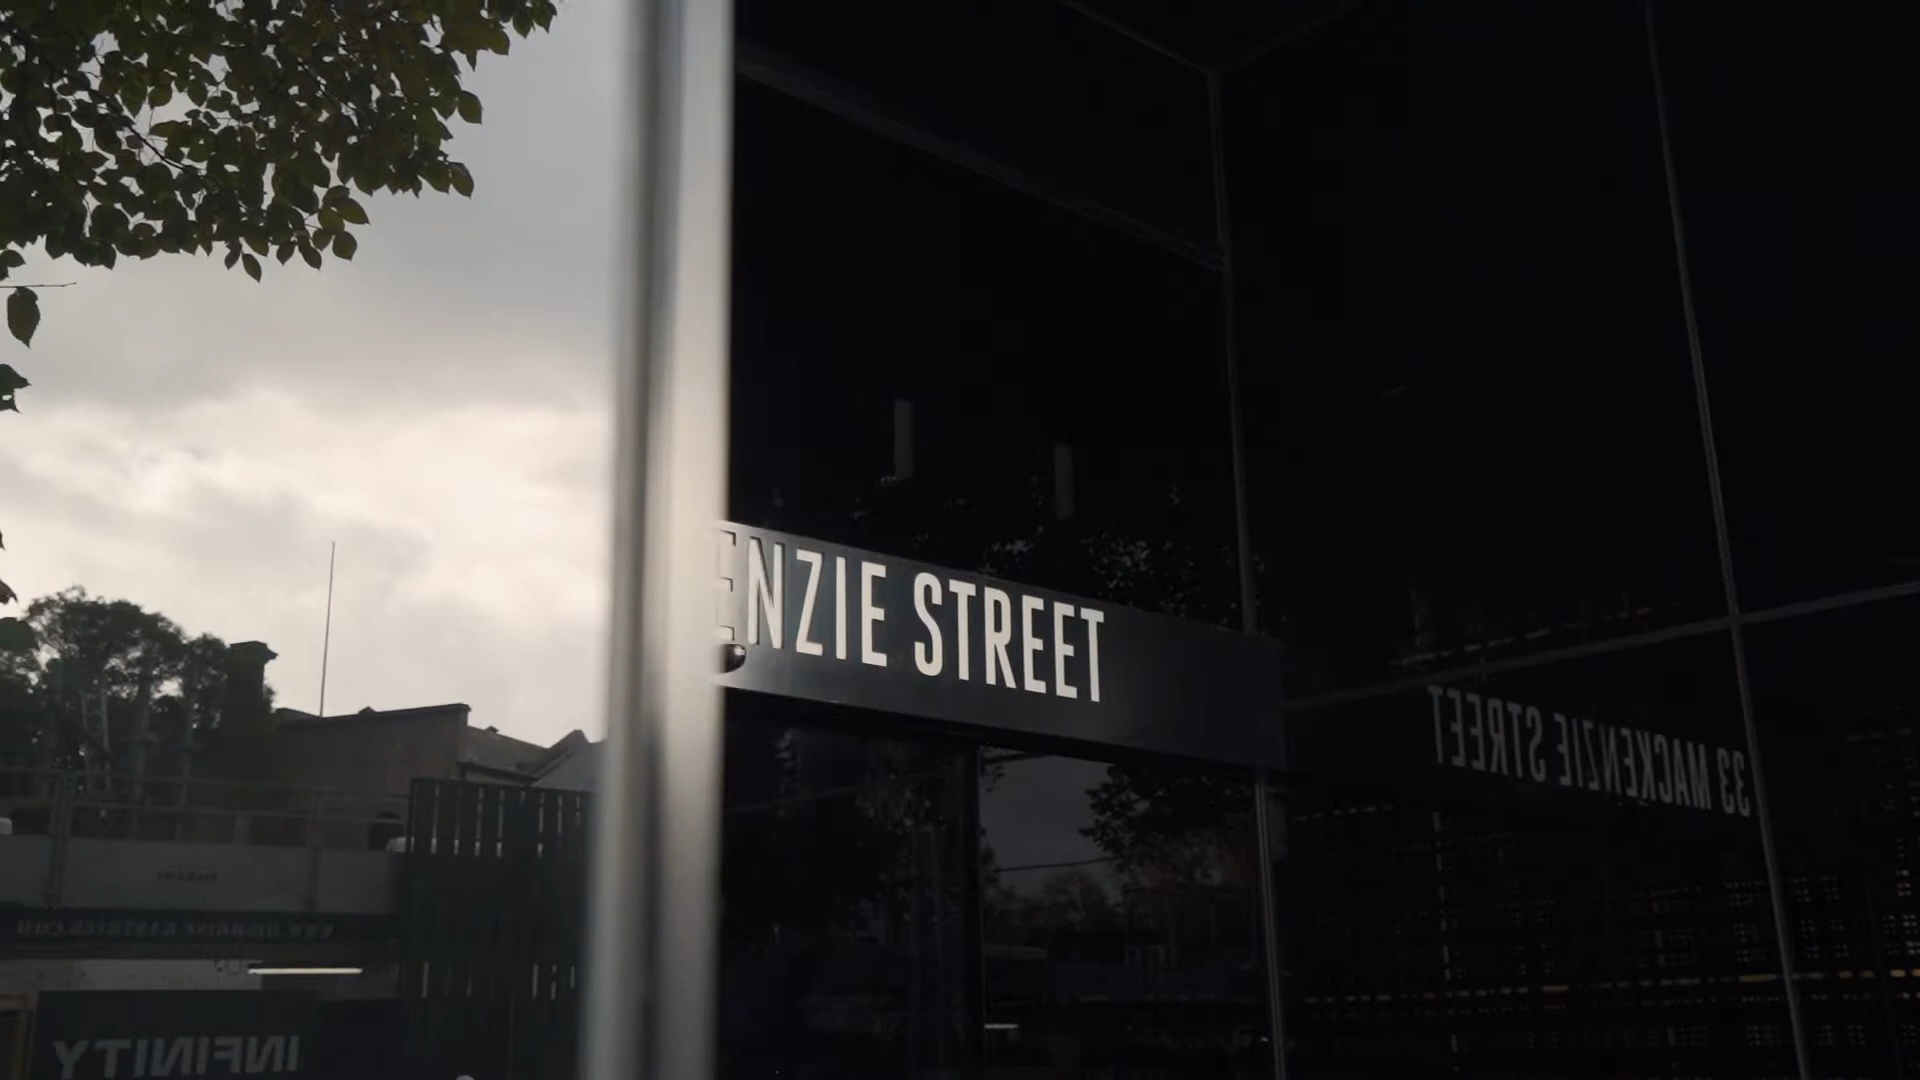 ENZIE STREET
33 MACKENZIE STREET
INFINITY